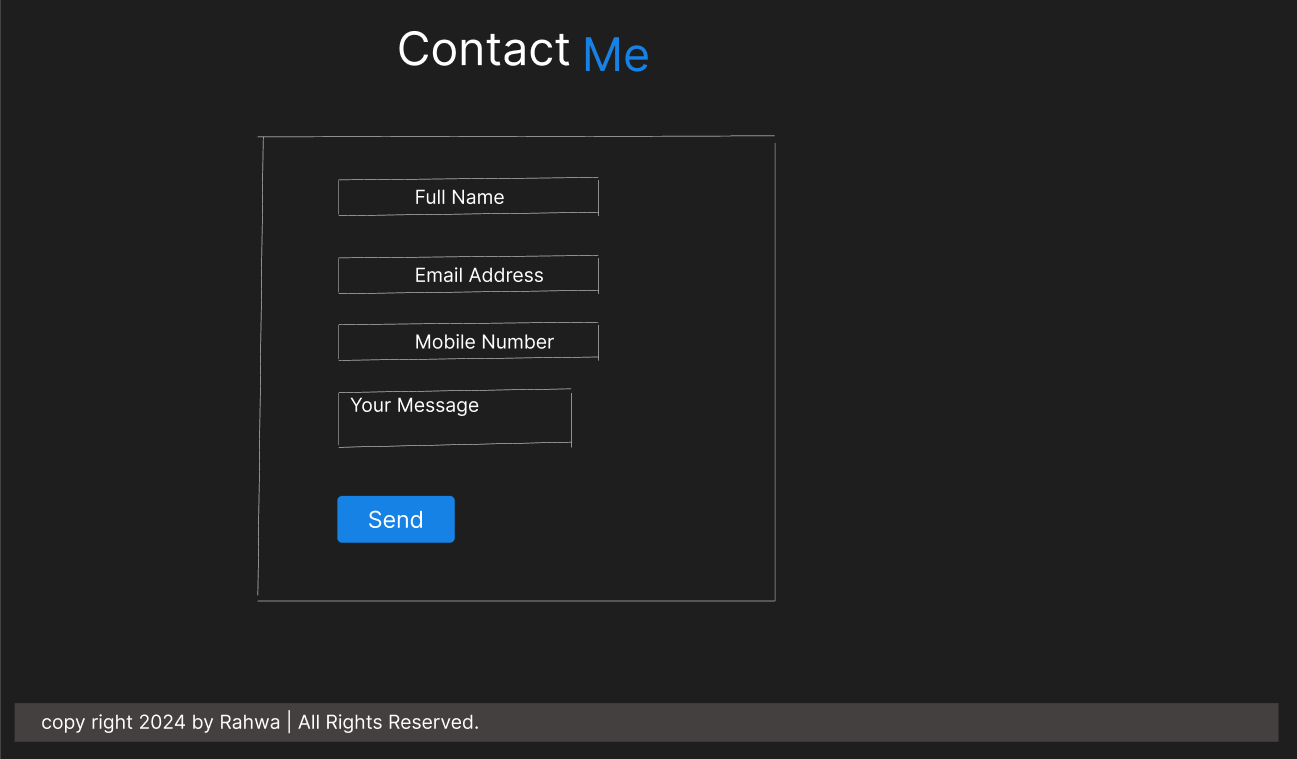 Contact Me
Full Name
Email Address
Mobile Number
Your Message
Send
copy right 2024 by Rahwa | All Rights Reserved.